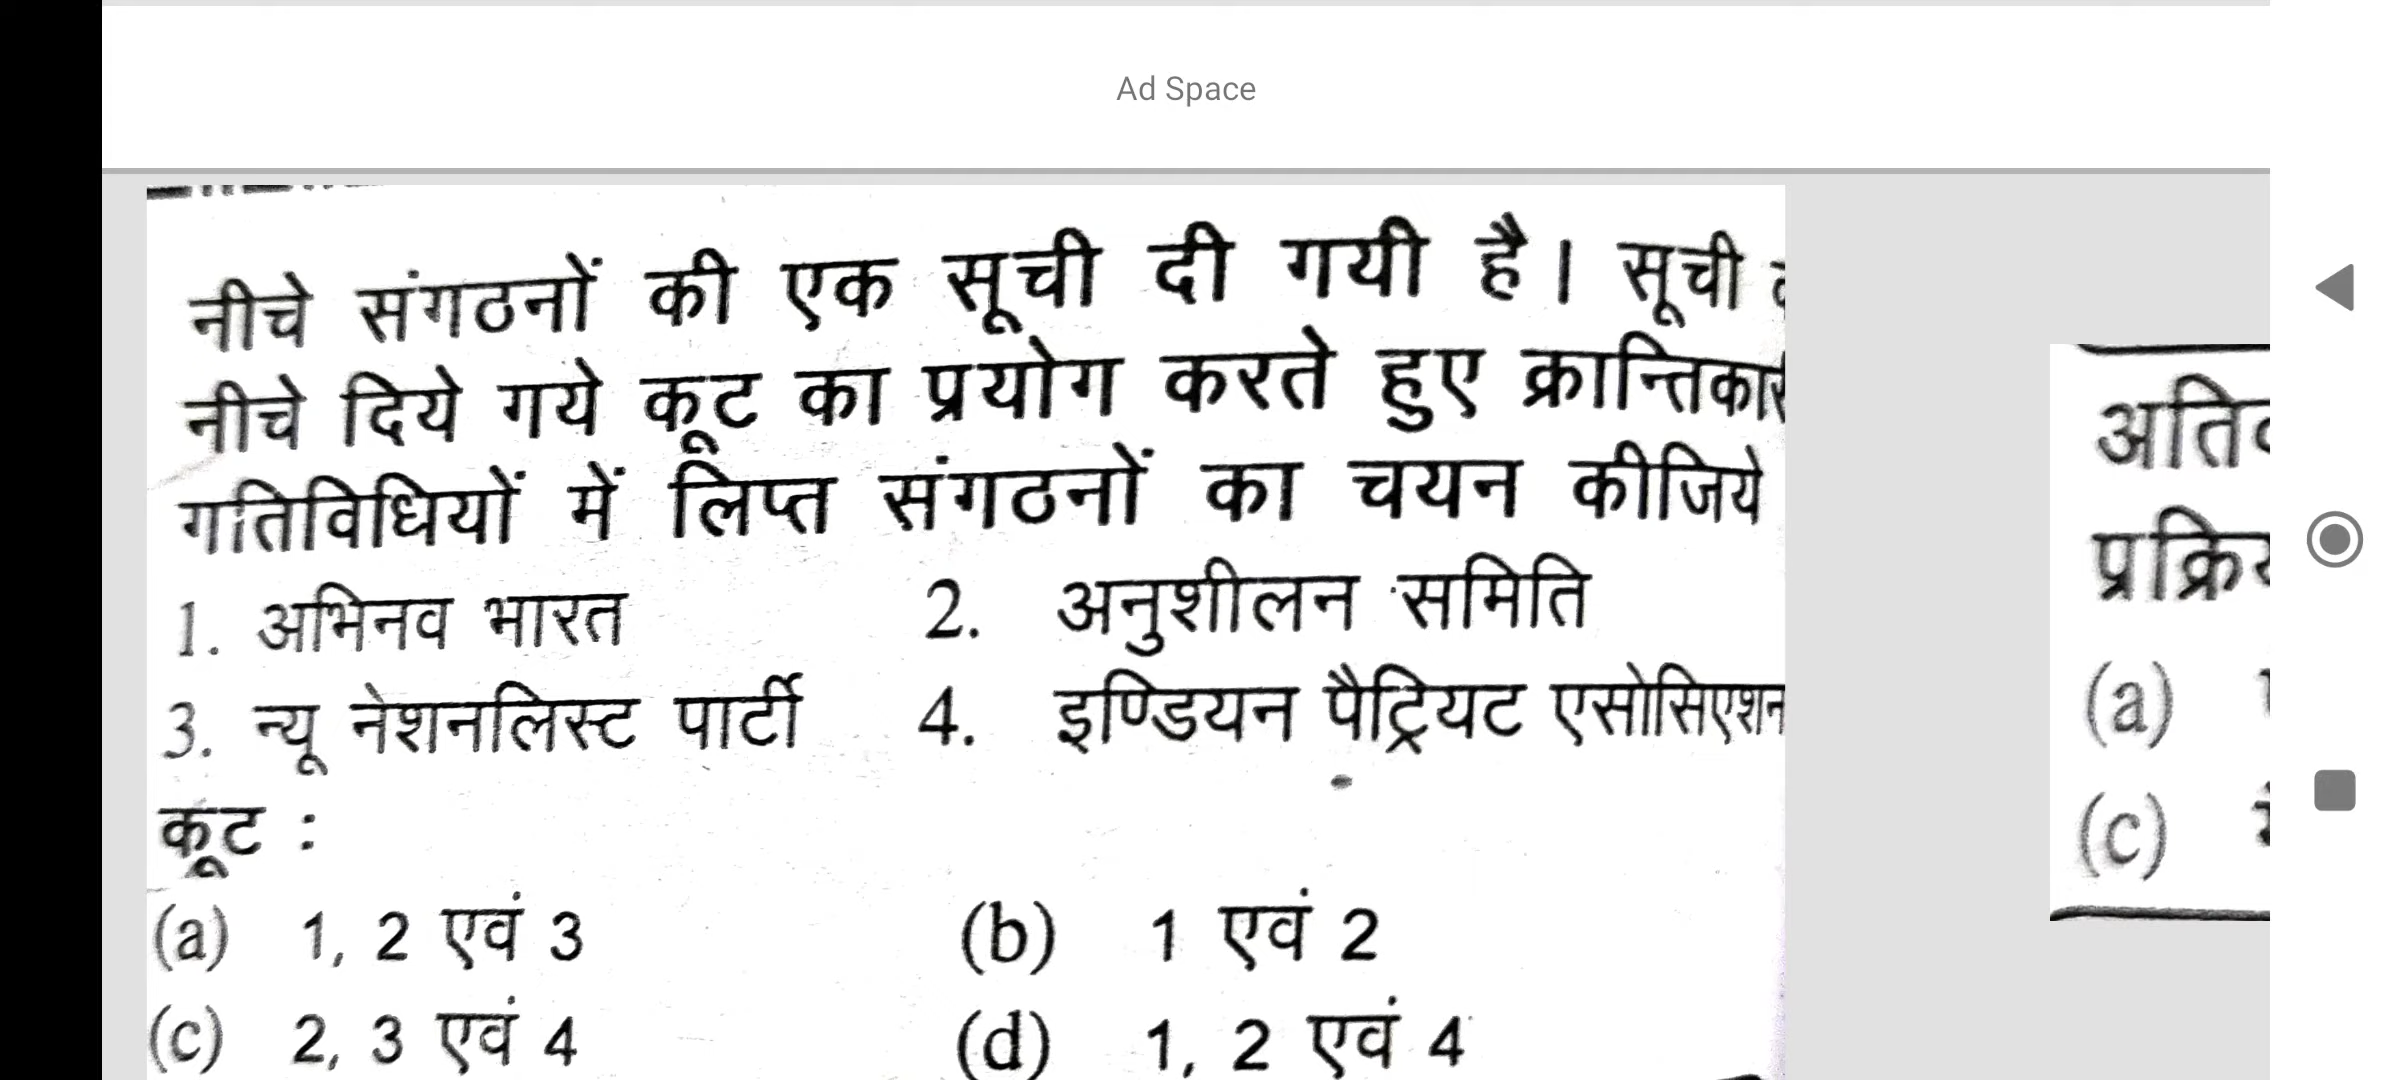 Ad Space
नीचे संगठनों की एक सूची दी गयी है। सूची
नीचे दिये गये कूट का प्रयोग करते हुए
गतिविधियों में लिप्त संगठनों का चयन कीजिये
1. अभिनव भारत 2. अनुशीलन समिति
3. न्यू नेशनलिस्ट पार्टी 4. इण्डियन पैट्रियट एसोसिएशन
कूट :
(a) 1, 2 एवं 3 (b) 1 एवं 2
(c) 2, 3 एवं 4 (d) 1, 2 एवं 4
(a)
(c)